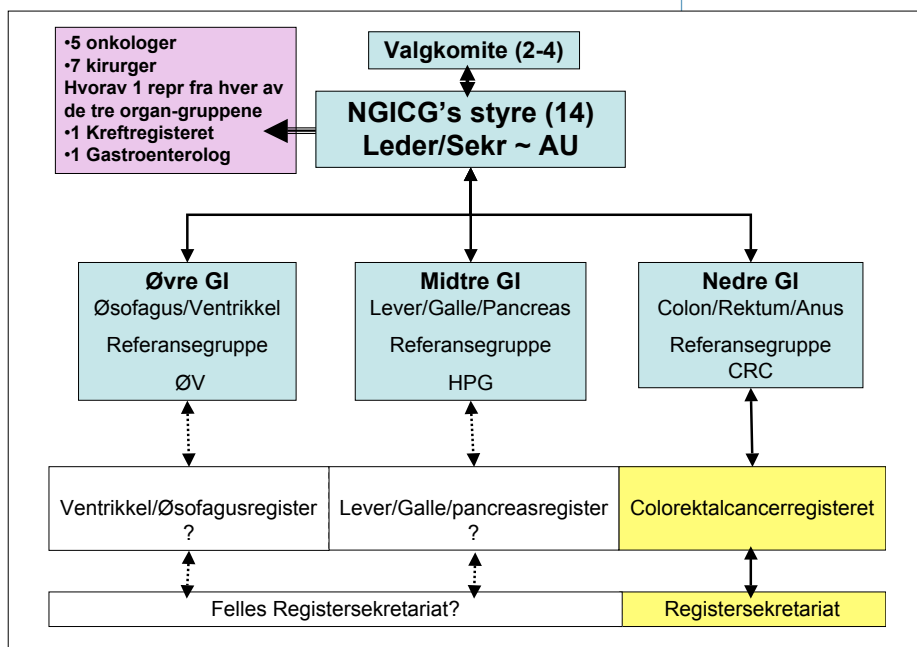 •5 onkologer
•7 kirurger
Hvorav 1 repr fra hver av
de tre organ-gruppene
•1 Kreftregisteret
•1 Gastroenterolog
Valgkomite (2-4)
NGICG's styre (14)
Leder/Sekr ~ AU
Øvre GI
Øsofagus/Ventrikkel
Referansegruppe
ØV
Midtre GI
Lever/Galle/Pancreas
Referansegruppe
HPG
Nedre GI
Colon/Rektum/Anus
Referansegruppe
CRC
Ventrikkel/Øsofagusregister
?
Lever/Galle/pancreasregister
?
Colorektalcancerregisteret
Felles Registersekretariat?
Registersekretariat